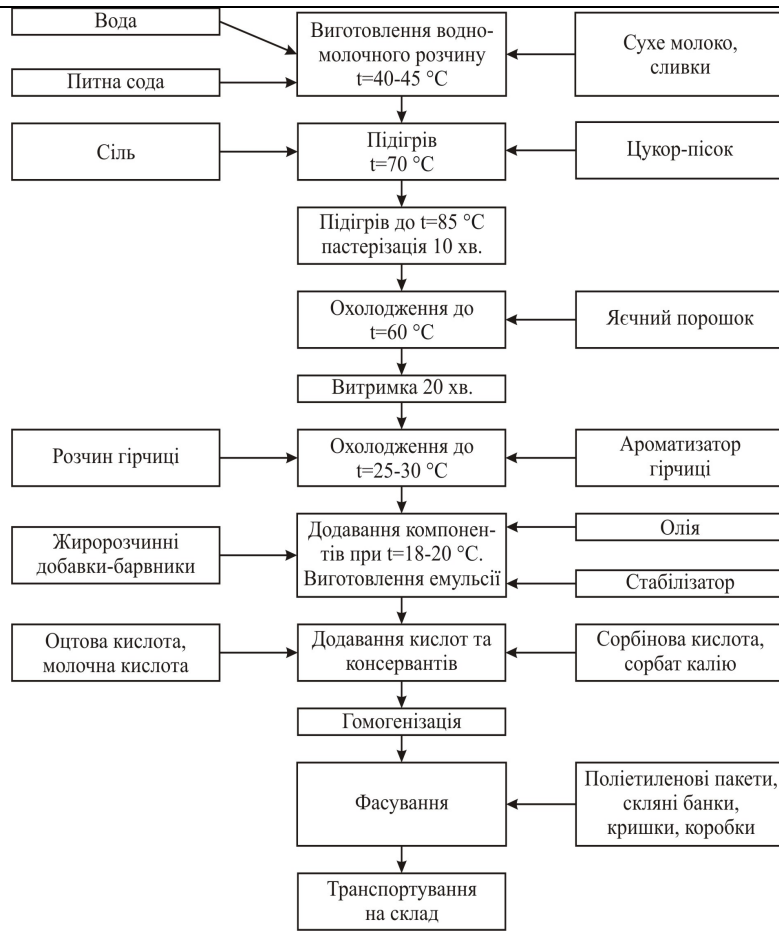 Вода
Питна сода
Виготовлення водно-
молочного розчину
t=40-45 °C
Сухе молоко,
сливки
Сіль
Підігрів
t=70 °C
Цукор-пісок
Підігрів до t=85 °C
пастерізація 10 хв.
Охолодження до
t=60 °C
Яєчний порошок
Витримка 20 хв.
Розчин гірчиці
Охолодження до
t=25-30 °C
Ароматизатор
гірчиці
Жиророзчинні
добавки-барвники
Додавання компонен-
тів при t=18-20 °C.
Виготовлення емульсії
Олія
Стабілізатор
Оцтова кислота,
молочна кислота
Додавання кислот та
консервантів
Сорбінова кислота,
сорбат калію
Гомогенізація
Фасування
Поліетиленові пакети,
скляні банки,
кришки, коробки
Транспортування
на склад